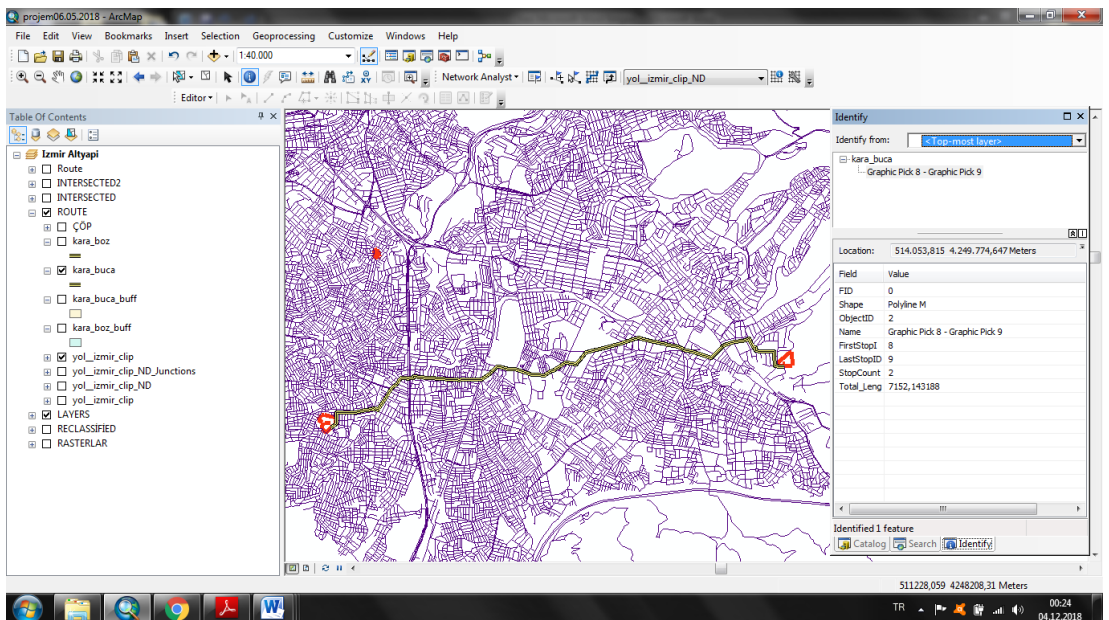 projem06.05.2018 - ArcMap
File Edit View Bookmarks Insert Selection Geoprocessing Customize Windows Help
1:40.000
Network Analyst yol_izmir_clip_ND
Editor
Table Of Contents
Izmir Altyapi
Route
INTERSECTED2
INTERSECTED
ROUTE
ÇÖP
kara_boz
kara_buca
kara_buca_buff
kara_boz_buff
yol__izmir_clip
yol__izmir_clip_ND_Junctions
yol__izmir_clip_ND
yol__izmir_clip
LAYERS
RECLASSIFIED
RASTERLAR
Identify
Identify from: <Top-most layer>
kara_buca
Graphic Pick 8 - Graphic Pick 9
Location: 514.053,815 4.249.774,647 Meters
Field Value
FID 0
Shape Polyline M
ObjectID 2
Name Graphic Pick 8 - Graphic Pick 9
FirstStopI 8
LastStopID 9
StopCount 2
Total_Leng 7152,143188
Identified 1 feature
Catalog Search Identify
511228,059 4248208,31 Meters
TR 00:24
04.12.2018